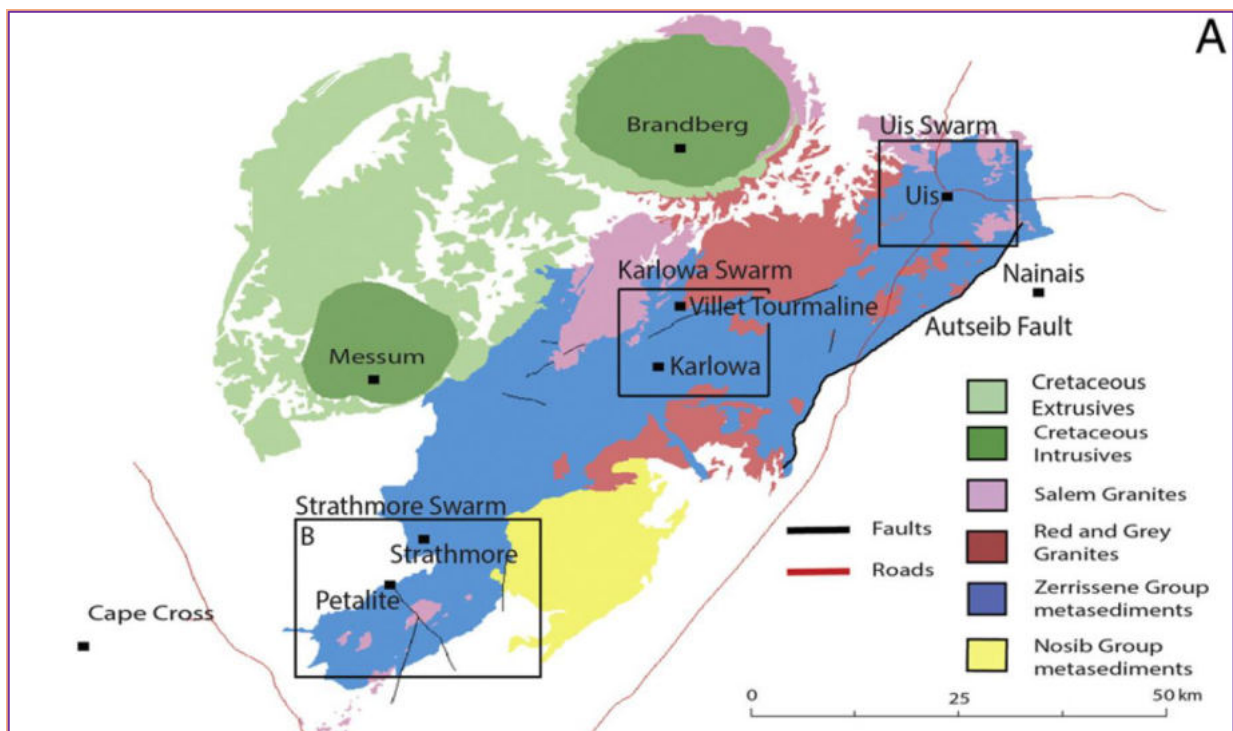 A
Brandberg
Uis Swarm
Uis
Karlowa Swarm
Villet Tourmaline
Nainais
Autseib Fault
Messum
Karlowa
Cretaceous
Extrusives
Cretaceous
Intrusives
Salem Granites
Strathmore Swarm
B
Strathmore
Petalite
Cape Cross
Faults
Roads
Red and Grey
Granites
Zerrissene Group
metasediments
Nosib Group
metasediments
0
25
50 km